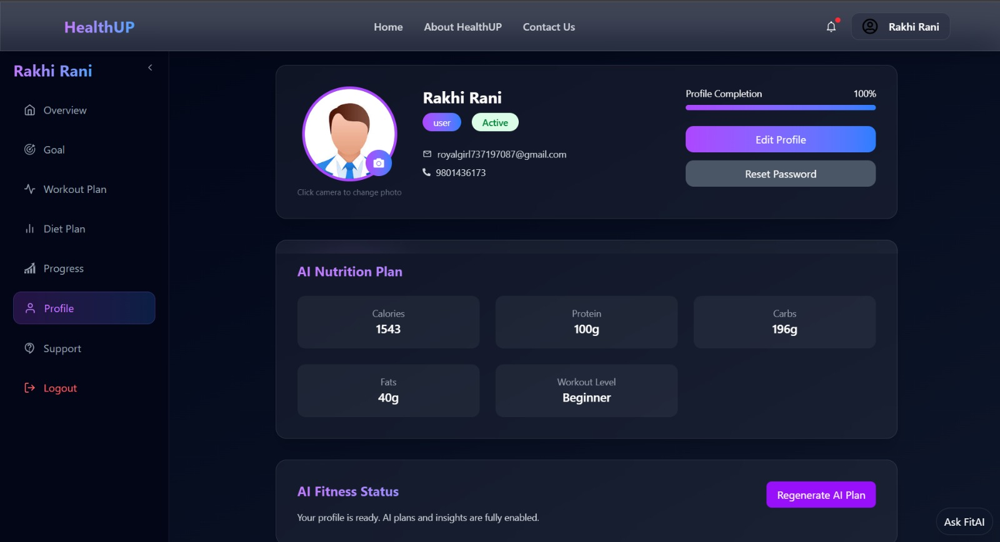 HealthUP
Home
About HealthUP
Contact Us
Rakhi Rani
Rakhi Rani
Overview
Goal
Workout Plan
Diet Plan
Progress
Profile
Support
Logout
Rakhi Rani
user
Active
royalgirl737197087@gmail.com
9801436173
Click camera to change photo
Profile Completion
100%
Edit Profile
Reset Password
AI Nutrition Plan
Calories
1543
Protein
100g
Carbs
196g
Fats
40g
Workout Level
Beginner
AI Fitness Status
Your profile is ready. AI plans and insights are fully enabled.
Regenerate AI Plan
Ask FitAI